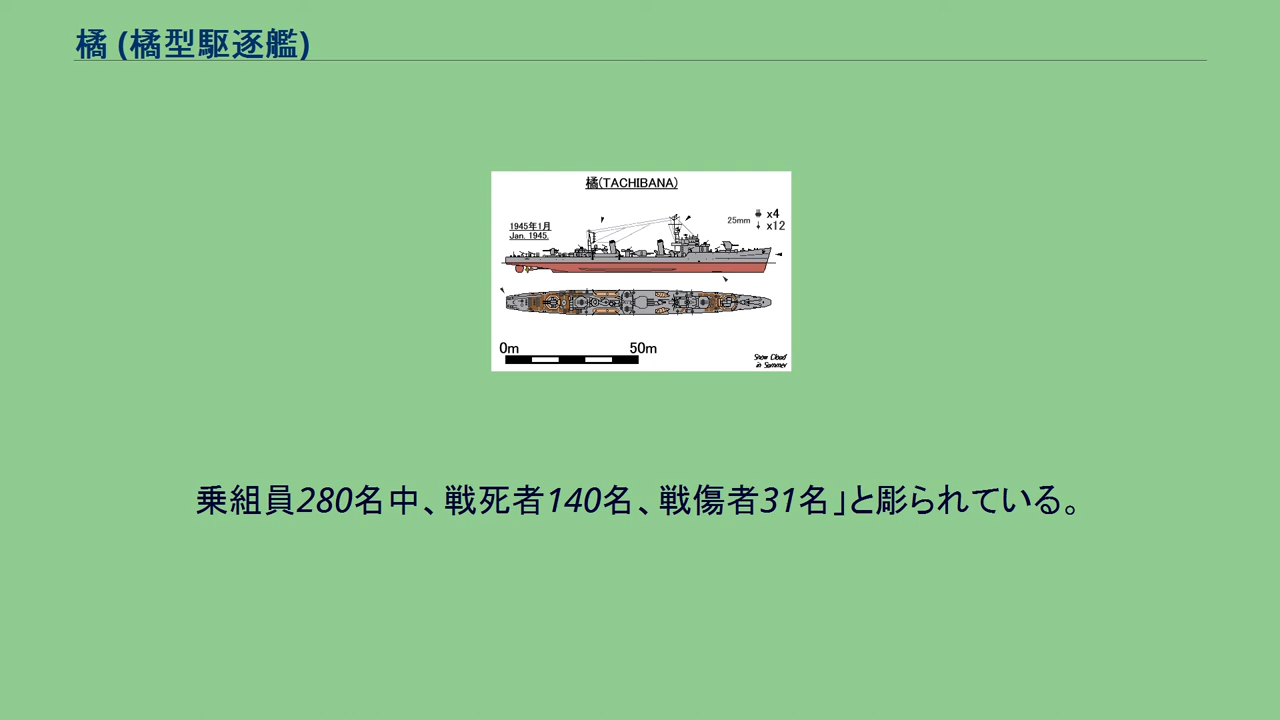 橘 (橘型駆逐艦)
橘(TACHIBANA)
1945年1月
Jan. 1945.
25mm x4
x12
0m 50m
Snow Cloud
in Summer
乗組員280名中、戦死者140名、戦傷者31名」と彫られている。